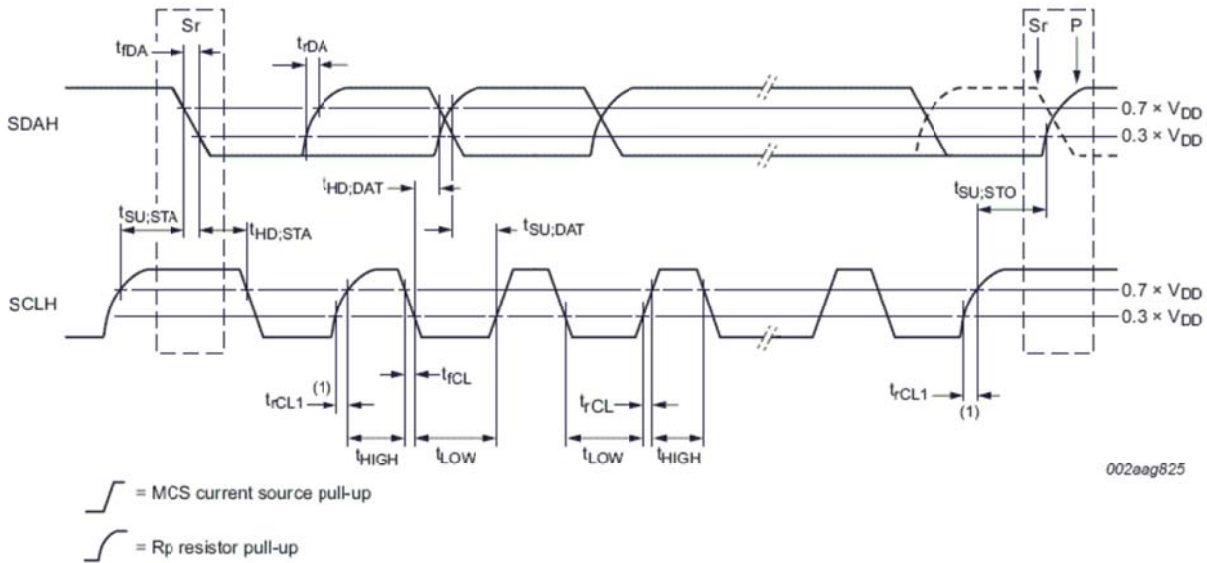 Sr
Sr P
tfDA
trDA
SDAH
0.7 × VDD
0.3 × VDD
tHD;DAT
tSU;STO
tSU;STA
tHD;STA
tSU;DAT
SCLH
0.7 × VDD
0.3 × VDD
tfCL
trCL1 (1)
trCL
trCL1 (1)
tHIGH
tLOW
tLOW
tHIGH
002aag825
= MCS current source pull-up
= Rp resistor pull-up